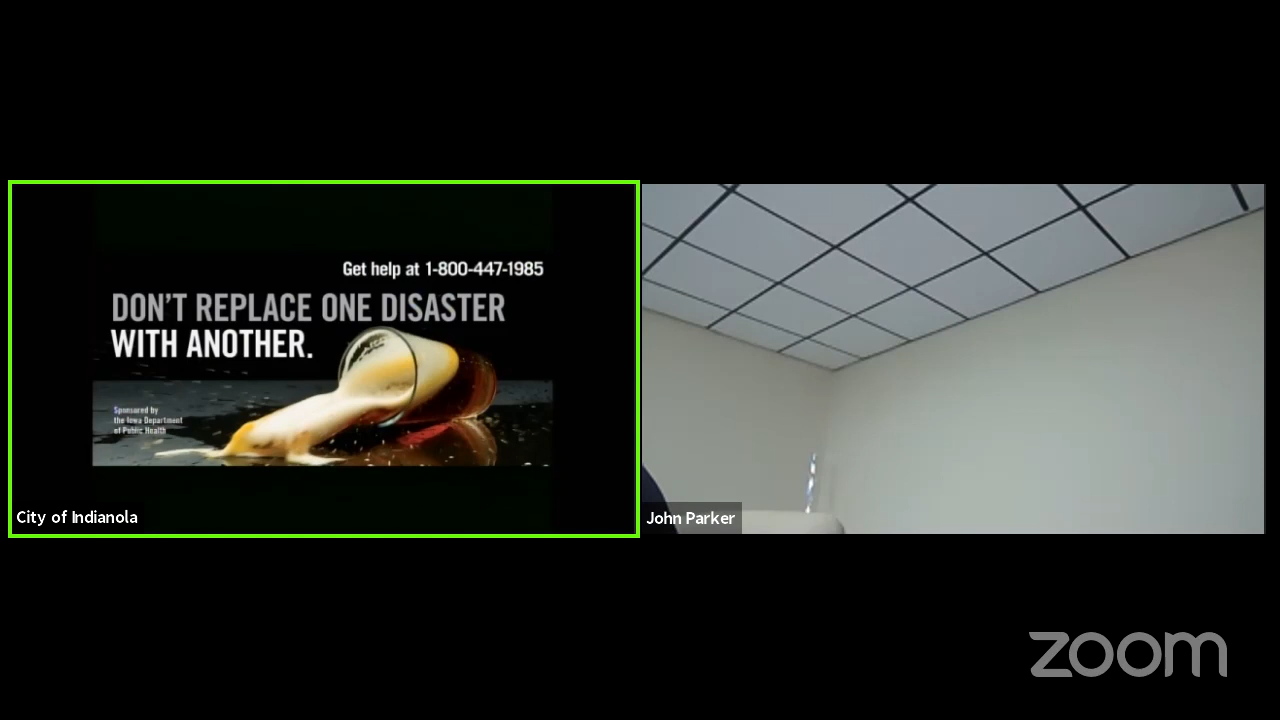 Get help at 1-800-447-1985
DON'T REPLACE ONE DISASTER
WITH ANOTHER.
Sponsored by
the Iowa Department
of Public Health
City of Indianola
John Parker
zoom